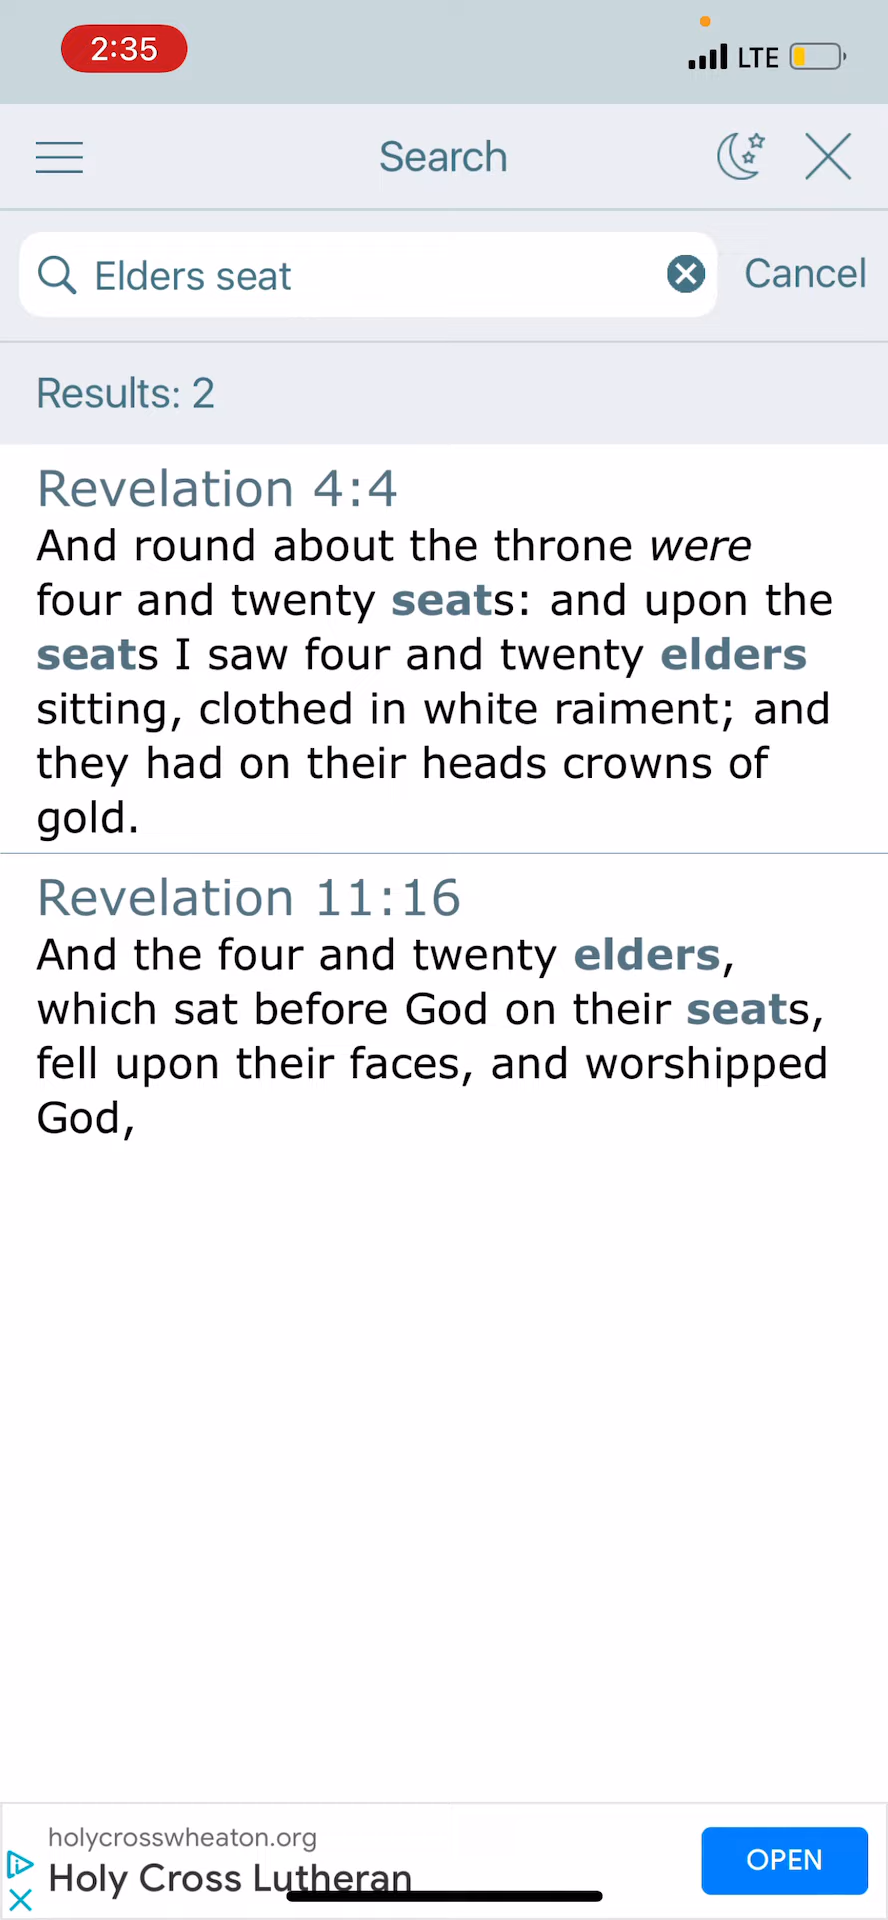 2:35
LTE
Search
Elders seat
Cancel
Results: 2
Revelation 4:4
And round about the throne were
four and twenty seats: and upon the
seats I saw four and twenty elders
sitting, clothed in white raiment; and
they had on their heads crowns of
gold.
Revelation 11:16
And the four and twenty elders,
which sat before God on their seats,
fell upon their faces, and worshipped
God,
holycrosswheaton.org
Holy Cross Lutheran
OPEN